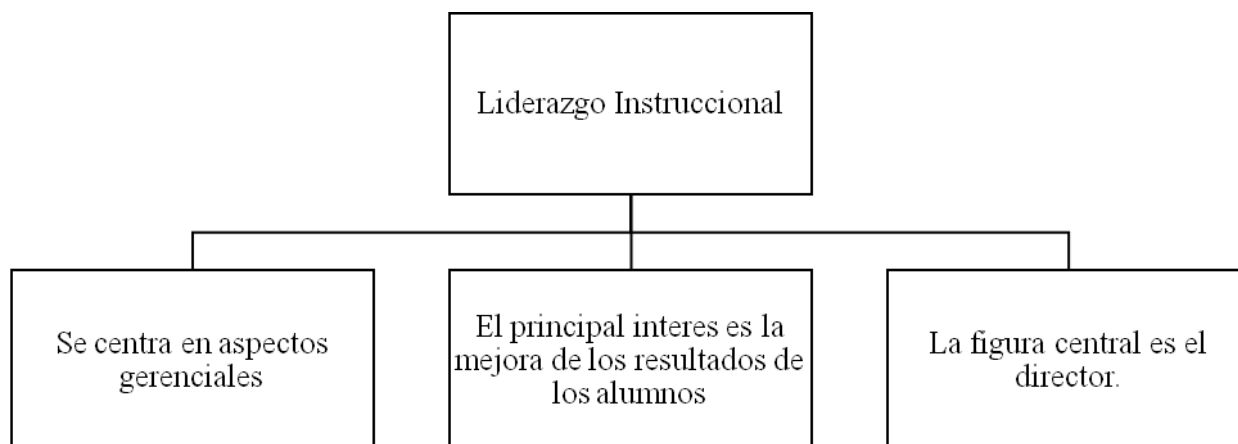 Liderazgo Instruccional
Se centra en aspectos
gerenciales
El principal interes es la
mejora de los resultados de
los alumnos
La figura central es el
director.